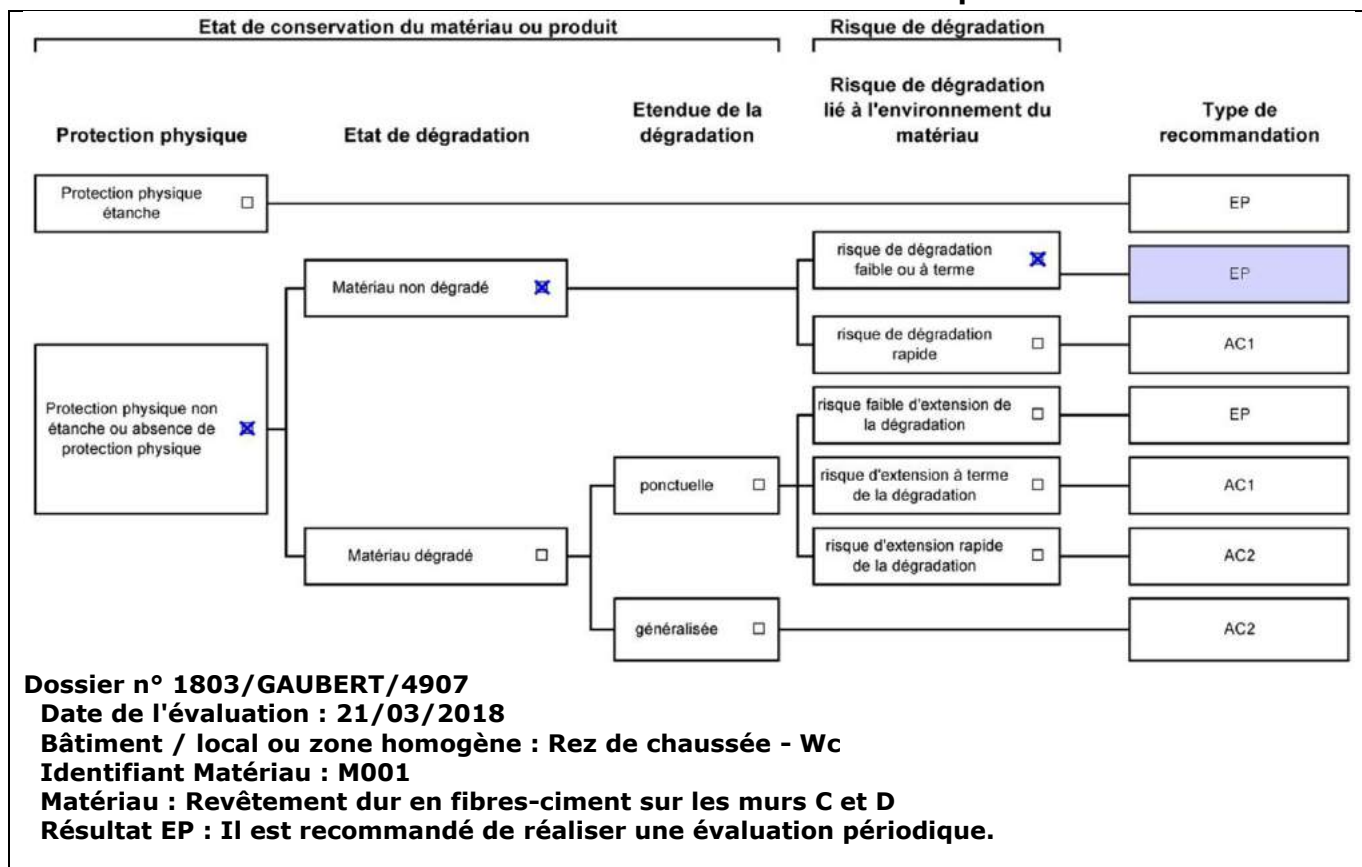 Etat de conservation du matériau ou produit
Risque de dégradation
Protection physique
Etat de dégradation
Etendue de la
dégradation
Risque de dégradation
lié à l'environnement du
matériau
Type de
recommandation
Protection physique
étanche
EP
risque de dégradation
faible ou à terme
EP
Matériau non dégradé
risque de dégradation
rapide
AC1
Protection physique non
étanche ou absence de
protection physique
risque faible d'extension de
la dégradation
EP
ponctuelle
risque d'extension à terme
de la dégradation
AC1
Matériau dégradé
risque d'extension rapide
de la dégradation
AC2
généralisée
AC2
Dossier n° 1803/GAUBERT/4907
Date de l'évaluation : 21/03/2018
Bâtiment / local ou zone homogène : Rez de chaussée - Wc
Identifiant Matériau : M001
Matériau : Revêtement dur en fibres-ciment sur les murs C et D
Résultat EP : Il est recommandé de réaliser une évaluation périodique.